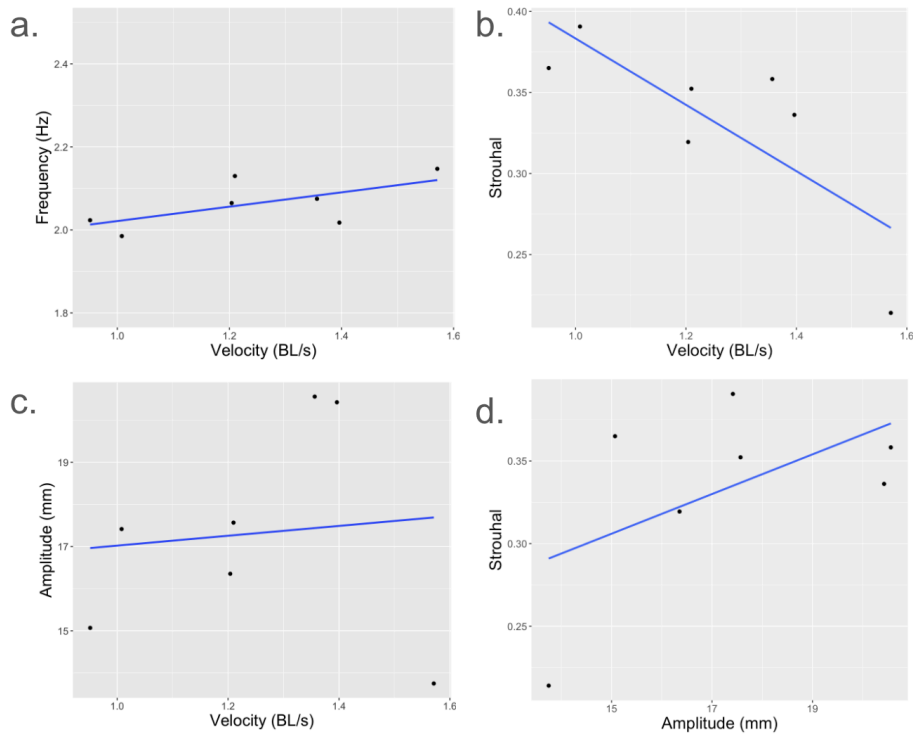 a.
Frequency (Hz)
2.4
2.2
2.0
1.8
1.0
1.2
1.4
1.6
Velocity (BL/s)
b.
Strouhal
0.40
0.35
0.30
0.25
1.0
1.2
1.4
1.6
Velocity (BL/s)
c.
Amplitude (mm)
19
17
15
1.0
1.2
1.4
1.6
Velocity (BL/s)
d.
Strouhal
0.35
0.30
0.25
15
17
19
Amplitude (mm)